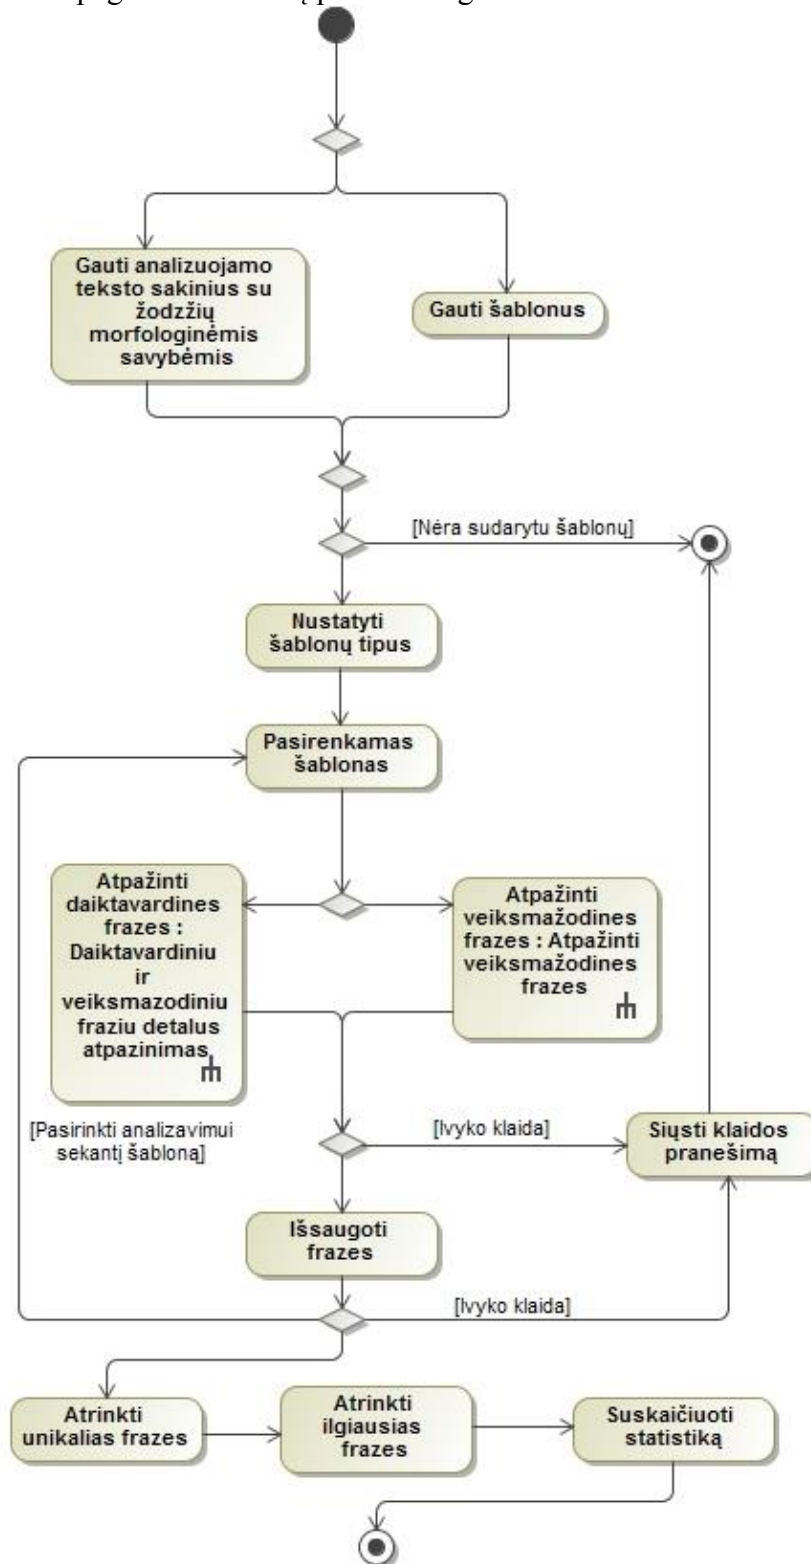 Gauti analizuojamo
teksto sakinius su
žodzžių
morfologinėmis
savybėmis
Gauti šablonus
[Nėra sudarytu šablonų]
Nustatyti
šablonų tipus
Pasirenkamas
šablonas
Atpažinti
daiktavardines
frazes :
Daiktavardiniu
ir
veiksmazodiniu
fraziu detalus
atpazinimas
Atpažinti
veiksmažodines
frazes : Atpažinti
veiksmažodines
frazes
[Pasirinkti analizavimui
sekantį šabloną]
[Ivyko klaida]
Siųsti klaidos
pranešimą
Išsaugoti
frazes
[Ivyko klaida]
Atrinkti
unikalias frazes
Atrinkti
ilgiausias
frazes
Suskaičiuoti
statistiką